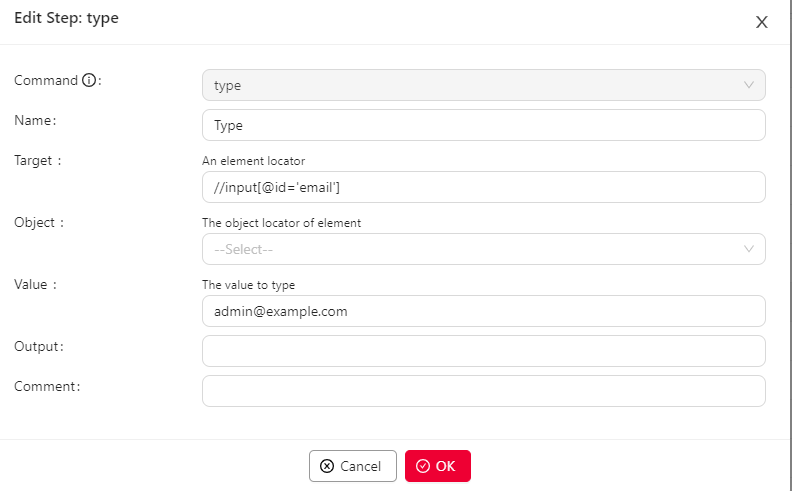 Edit Step: type
Command :
type
Name:
Type
Target :
An element locator
//input[@id='email']
Object :
The object locator of element
--Select--
Value :
The value to type
admin@example.com
Output:
Comment:
Cancel
OK